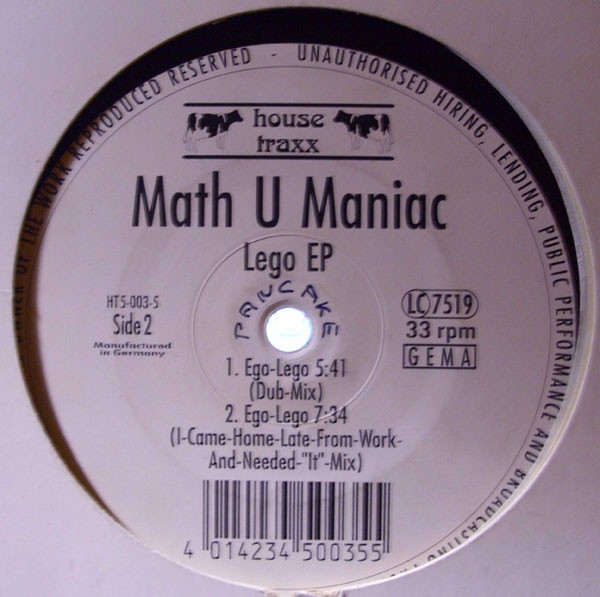 OWNER OF THE WORK REPRODUCED RESERVED - UNAUTHORISED HIRING, LENDING, PUBLIC PERFORMANCE AND BROADCASTING
house
traxx
Math U Maniac
Lego EP
PANCAKE
HT5-003-5
Side 2
Manufactured
in Germany
LC 7519
33 rpm
GEMA
1. Ego-Lego 5:41
(Dub-Mix)
2. Ego-Lego 7:34
(I-Came-Home-Late-From-Work-
And-Needed-"It"-Mix)
4 014234 500355